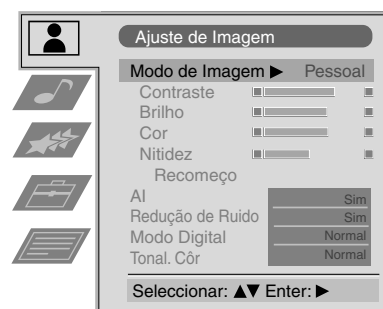 Ajuste de Imagem
Modo de Imagem ▶ Pessoal
Contraste
Brilho
Cor
Nitidez
Recomeço
AI Sim
Redução de Ruido Sim
Modo Digital Normal
Tonal. Côr Normal
Seleccionar: ▲▼ Enter: ▶